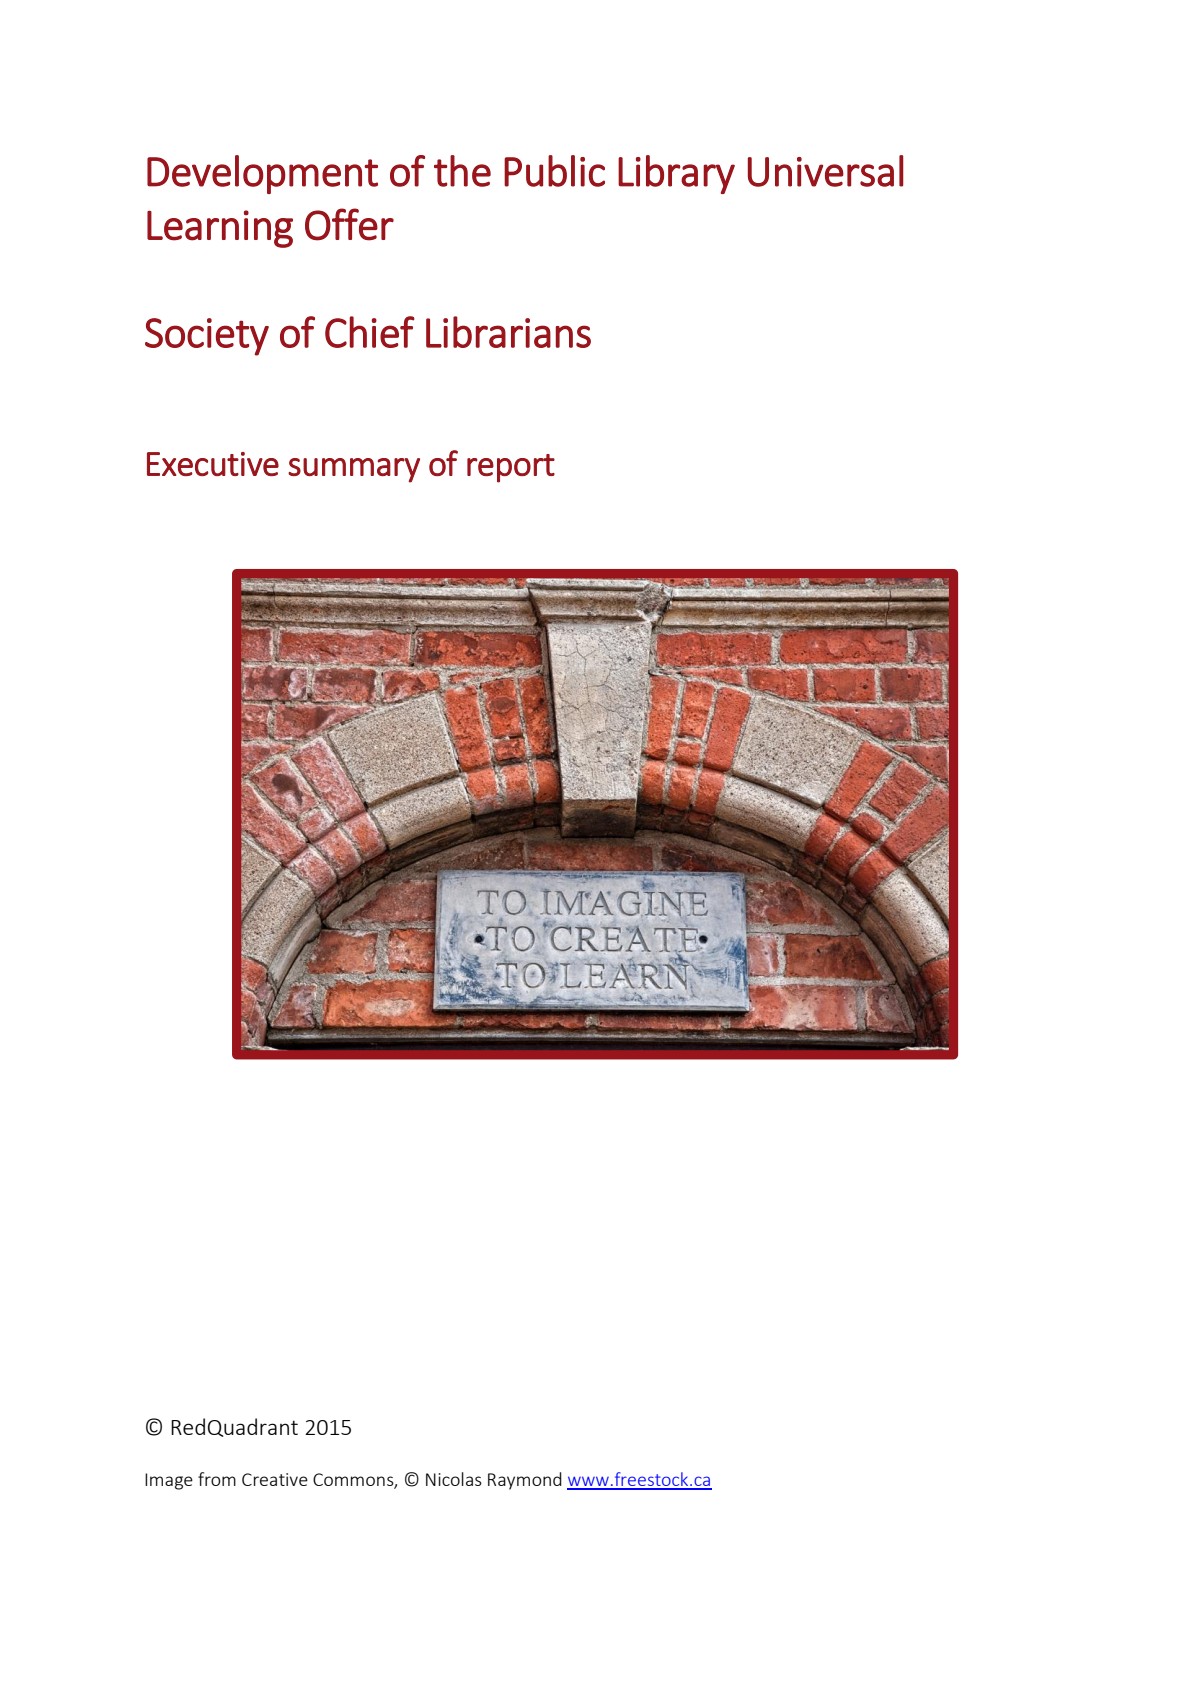 Development of the Public Library Universal
Learning Offer
Society of Chief Librarians
Executive summary of report
TO IMAGINE
TO CREATE
TO LEARN
© RedQuadrant 2015
Image from Creative Commons, © Nicolas Raymond www.freestock.ca